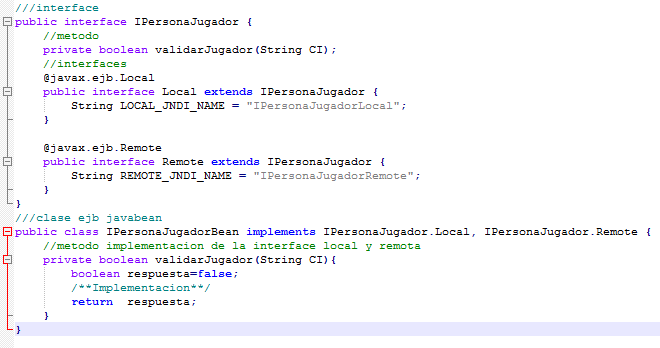 ///interface
public interface IPersonaJugador {
    //metodo
    private boolean validarJugador(String CI);
    //interfaces
    @javax.ejb.Local
    public interface Local extends IPersonaJugador {
        String LOCAL_JNDI_NAME = "IPersonaJugadorLocal";
    }

    @javax.ejb.Remote
    public interface Remote extends IPersonaJugador {
        String REMOTE_JNDI_NAME = "IPersonaJugadorRemote";
    }
}
///clase ejb javabean
public class IPersonaJugadorBean implements IPersonaJugador.Local, IPersonaJugador.Remote {
    //metodo implementacion de la interface local y remota
    private boolean validarJugador(String CI){
        boolean respuesta=false;
        /**Implementacion**/
        return  respuesta;
    }
}